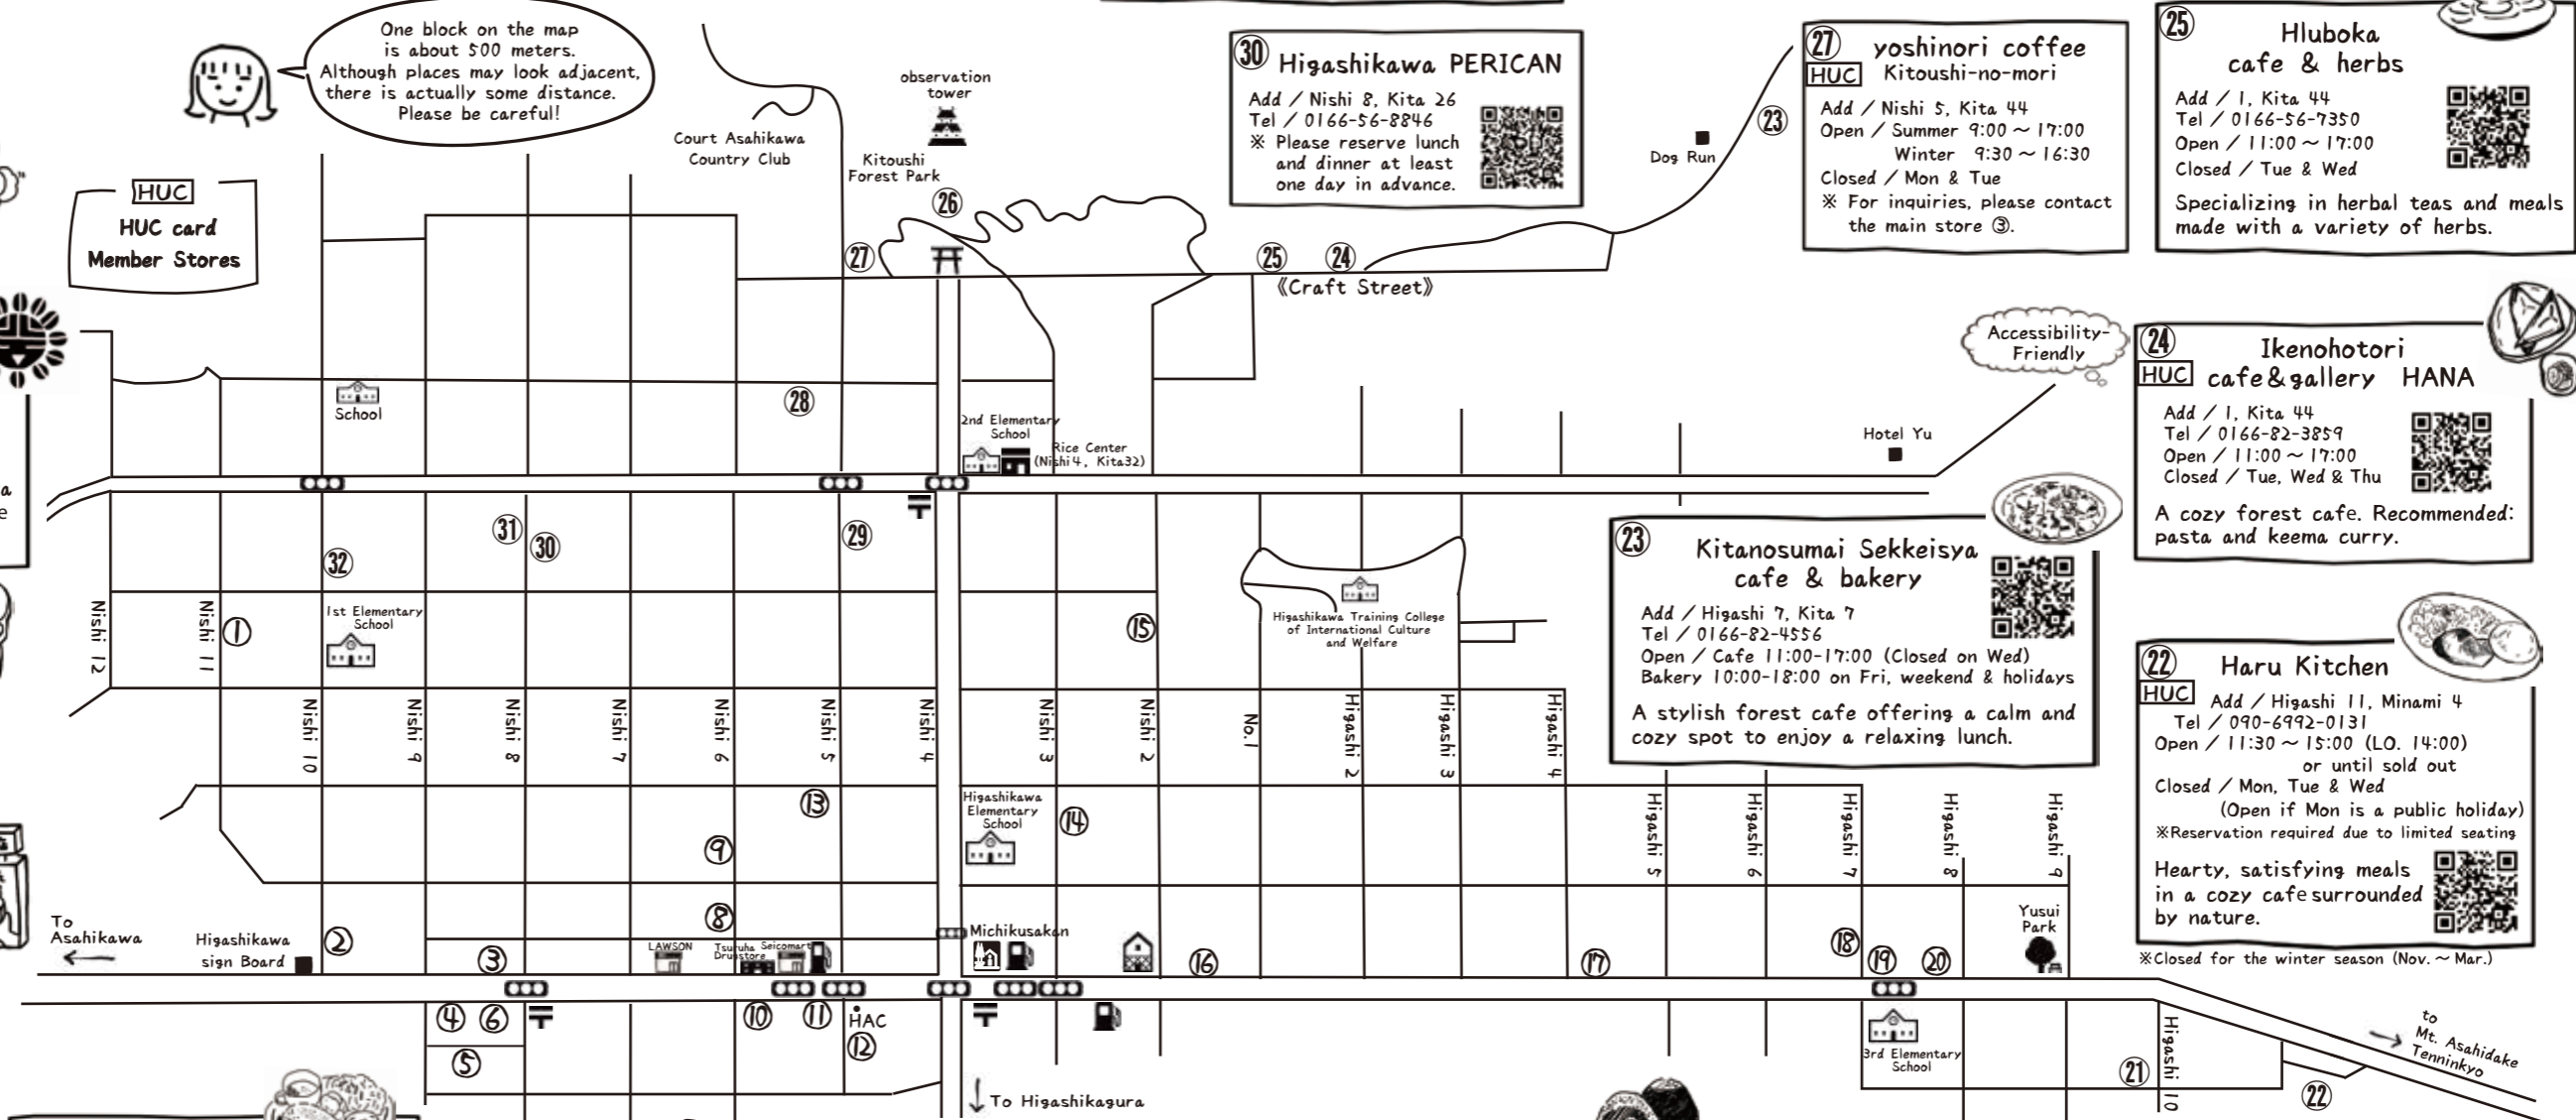 One block on the map
is about 500 meters.
Although places may look adjacent,
there is actually some distance.
Please be careful!
HUC
HUC card
Member Stores
Court Asahikawa
Country Club
observation
tower
Kitoushi
Forest Park
㉖
㉗
㉕
㉔
《Craft Street》
Dog Run
㉓
㉚ Higashikawa PERICAN
Add / Nishi 8, Kita 26
Tel / 0166-56-8846
※ Please reserve lunch
and dinner at least
one day in advance.
㉗ yoshinori coffee
HUC Kitoushi-no-mori
Add / Nishi 5, Kita 44
Open / Summer 9:00 ~ 17:00
Winter 9:30 ~ 16:30
Closed / Mon & Tue
※ For inquiries, please contact
the main store ③.
㉕ Hluboka
cafe & herbs
Add / 1, Kita 44
Tel / 0166-56-7350
Open / 11:00 ~ 17:00
Closed / Tue & Wed
Specializing in herbal teas and meals
made with a variety of herbs.
Accessibility-
Friendly
㉔ Ikenohotori
HUC cafe&gallery HANA
Add / 1, Kita 44
Tel / 0166-82-3859
Open / 11:00 ~ 17:00
Closed / Tue, Wed & Thu
A cozy forest cafe. Recommended:
pasta and keema curry.
㉓ Kitanosumai Sekkeisya
cafe & bakery
Add / Higashi 7, Kita 7
Tel / 0166-82-4556
Open / Cafe 11:00-17:00 (Closed on Wed)
Bakery 10:00-18:00 on Fri, weekend & holidays
A stylish forest cafe offering a calm and
cozy spot to enjoy a relaxing lunch.
㉒ Haru Kitchen
HUC Add / Higashi 11, Minami 4
Tel / 090-6992-0131
Open / 11:30 ~ 15:00 (LO. 14:00)
or until sold out
Closed / Mon, Tue & Wed
(Open if Mon is a public holiday)
※Reservation required due to limited seating
Hearty, satisfying meals
in a cozy cafe surrounded
by nature.
※Closed for the winter season (Nov. ~ Mar.)
School
㉘
2nd Elementary
School
Rice Center
(Nishi4, Kita32)
Hotel Yu
〒
㉛
㉚
㉙
㉜
Nishi 12
Nishi 11
①
1st Elementary
School
⑮
Higashikawa Training College
of International Culture
and Welfare
Nishi 10
Nishi 9
Nishi 8
Nishi 7
Nishi 6
Nishi 5
Nishi 4
Nishi 3
Nishi 2
No.1
Higashi 2
Higashi 3
Higashi 4
Higashi 5
Higashi 6
Higashi 7
Higashi 8
Higashi 9
⑬
Higashikawa
Elementary
School
⑭
⑨
⑧
To
Asahikawa
Higashikawa
sign Board
②
③
LAWSON
Tsuruha
Drugstore
Seicomart
Michikusakan
⑯
⑰
⑱
⑲
⑳
Yusui
Park
④
⑥
〒
⑤
⑩
⑪
HAC
⑫
〒
To Higashikagura
3rd Elementary
School
㉑
Higashi 10
㉒
to
Mt. Asahidake
Tenninkyo
a
e